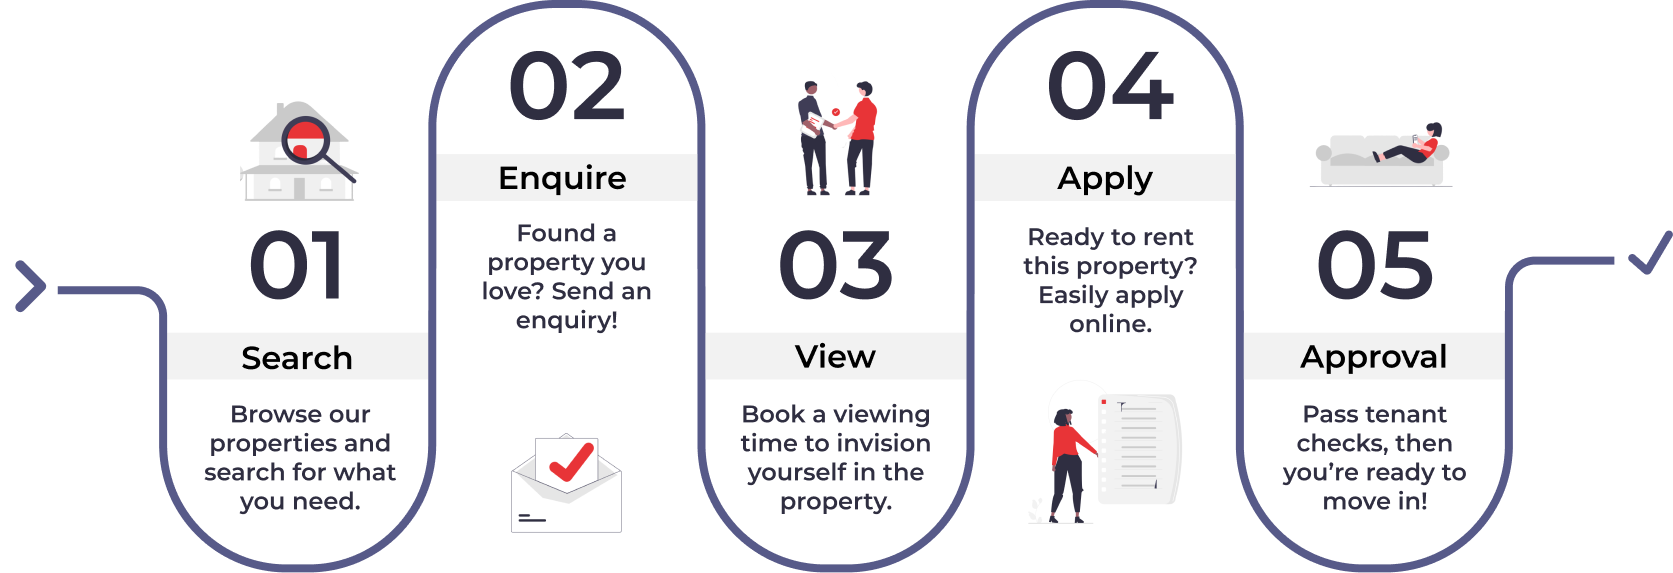 01
Search
Browse our
properties and
search for what
you need.
02
Enquire
Found a
property you
love? Send an
enquiry!
03
View
Book a viewing
time to invision
yourself in the
property.
04
Apply
Ready to rent
this property?
Easily apply
online.
05
Approval
Pass tenant
checks, then
you’re ready to
move in!